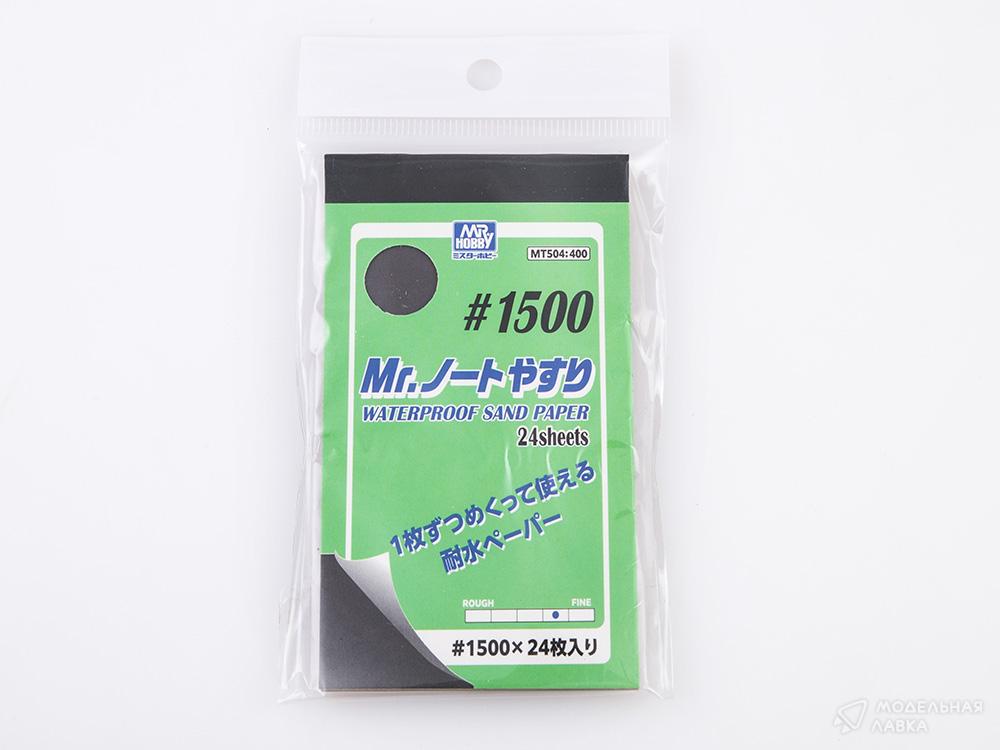 MR
HOBBY
ミスターホビー
MT504:400
#1500
Mr.ノートやすり
WATERPROOF SAND PAPER
24sheets
1枚ずつめくって使える
耐水ペーパー
ROUGH FINE
#1500×24枚入り
МОДЕЛЬНАЯ
ЛАВКА